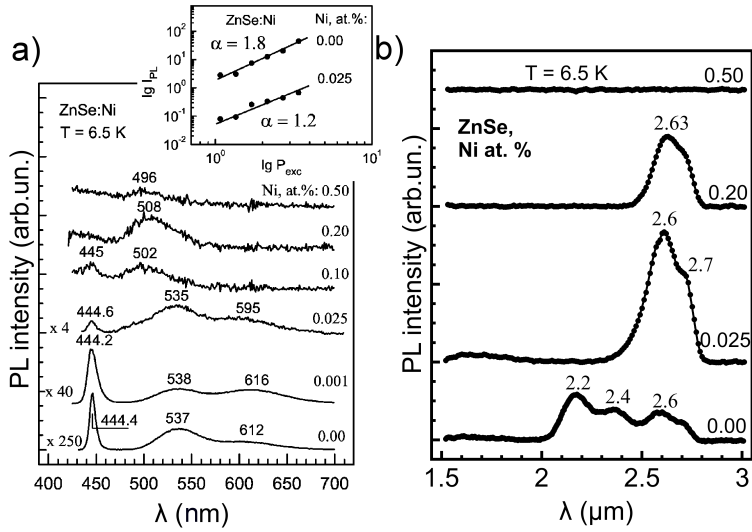 a)
ZnSe:Ni
T = 6.5 K
PL intensity (arb.un.)
496
Ni, at.%: 0.50
508
0.20
445
502
0.10
444.6
535
595
x 4
0.025
444.2
538
616
x 40
0.001
444.4
537
612
x 250
0.00
400 450 500 550 600 650 700
λ (nm)
ZnSe:Ni
Ni, at.%:
α = 1.8
0.00
0.025
α = 1.2
lg I_PL
10^2
10^1
10^0
10^-1
10^-2
10^0
10^1
lg P_exc
b)
T = 6.5 K
0.50
ZnSe,
Ni at. %
2.63
0.20
2.6
2.7
0.025
2.2
2.4
2.6
0.00
PL intensity (arb.un.)
1.5 2 2.5 3
λ (µm)